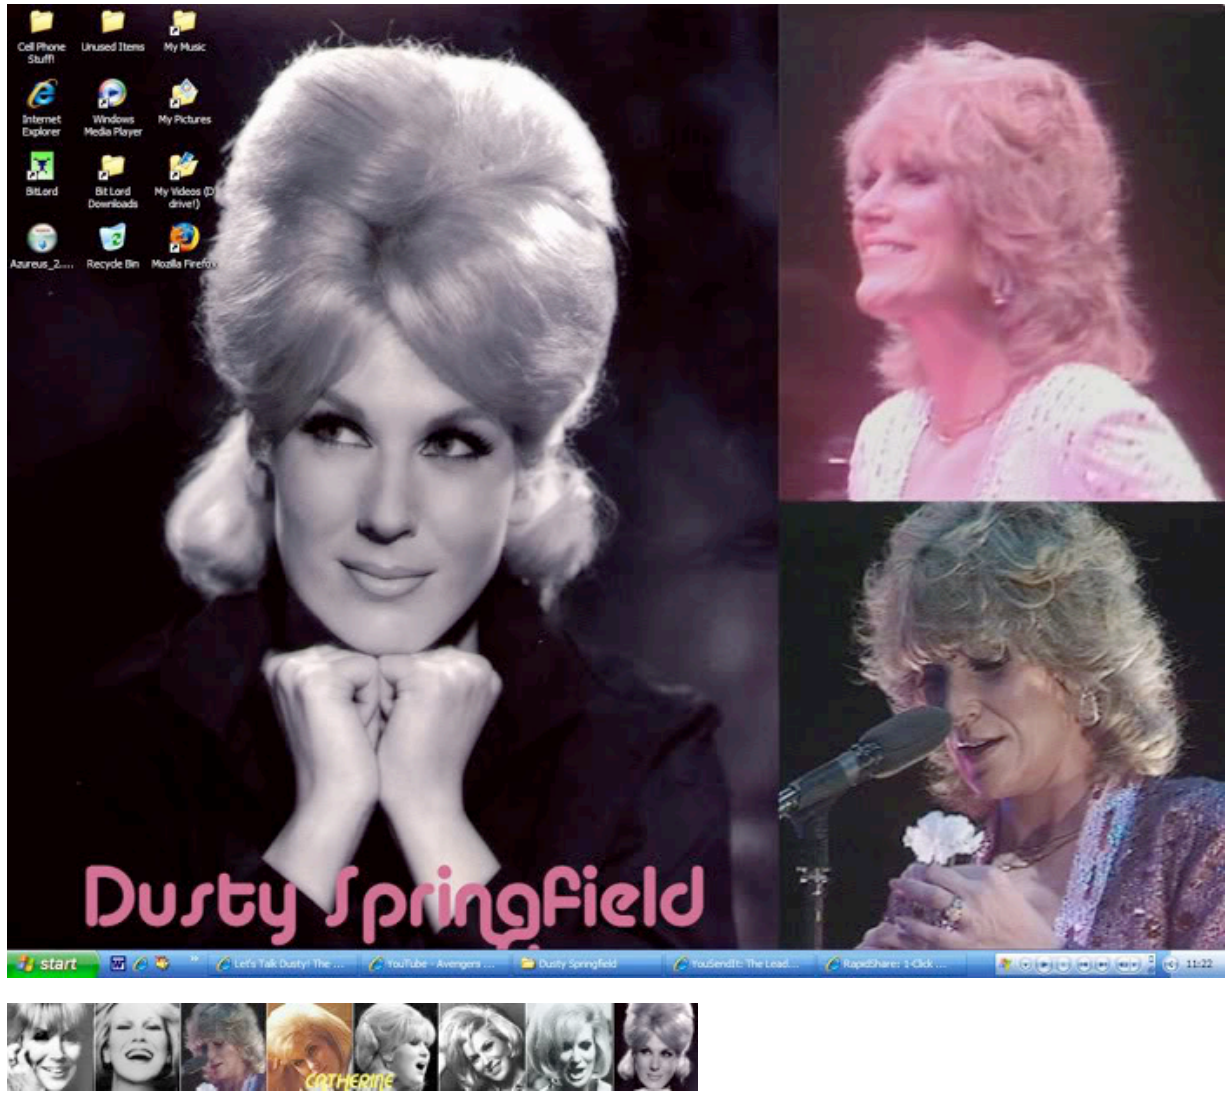 Cell Phone Stuff!
Unused Items
My Music
Internet Explorer
Windows Media Player
My Pictures
BitLord
Bit Lord Downloads
My Videos (D drive!)
Azureus_2....
Recycle Bin
Mozilla Firefox
Dusty Springfield
start
Let's Talk Dusty! The ...
YouTube - Avengers ...
Dusty Springfield
YouSendIt: The Lead...
RapidShare: 1-Click ...
11:22
CATHERINE